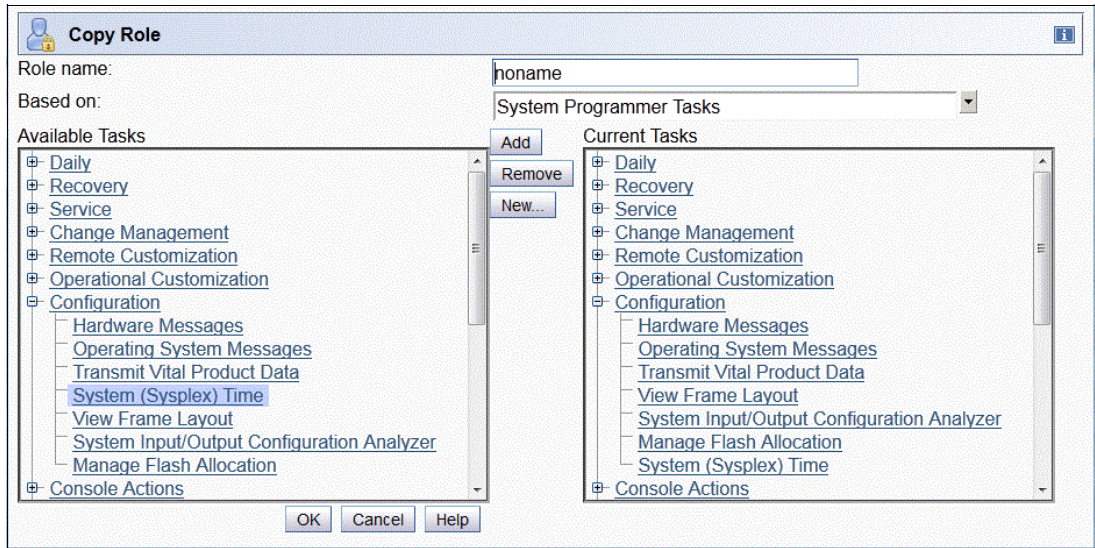 Copy Role
i
Role name:
noname
Based on:
System Programmer Tasks
Available Tasks
Daily
Recovery
Service
Change Management
Remote Customization
Operational Customization
Configuration
Hardware Messages
Operating System Messages
Transmit Vital Product Data
System (Sysplex) Time
View Frame Layout
System Input/Output Configuration Analyzer
Manage Flash Allocation
Console Actions
Add
Remove
New...
Current Tasks
Daily
Recovery
Service
Change Management
Remote Customization
Operational Customization
Configuration
Hardware Messages
Operating System Messages
Transmit Vital Product Data
View Frame Layout
System Input/Output Configuration Analyzer
Manage Flash Allocation
System (Sysplex) Time
Console Actions
OK
Cancel
Help